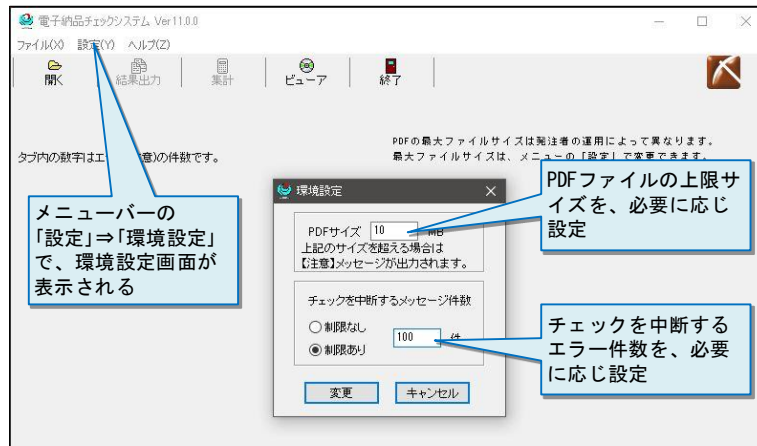 電子納品チェックシステム Ver11.0.0
ファイル(X) 設定(Y) ヘルプ(Z)
開く 結果出力 集計 ビューア 終了
PDFの最大ファイルサイズは発注者の運用によって異なります。
最大ファイルサイズは、メニューの「設定」で変更できます。
タブ内の数字はエ 意)の件数です。
メニューバーの
「設定」⇒「環境設定」
で、環境設定画面が
表示される
環境設定
PDFサイズ 10 MB
上記のサイズを超える場合は
【注意】メッセージが出力されます。
チェックを中断するメッセージ件数
制限なし
制限あり
100 件
変更 キャンセル
PDFファイルの上限サ
イズを、必要に応じ
設定
チェックを中断する
エラー件数を、必要
に応じ設定